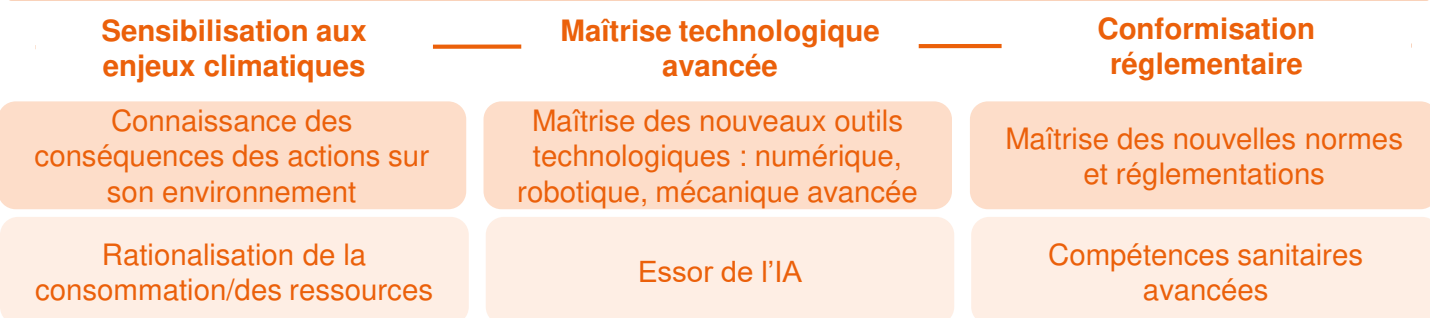 Sensibilisation aux
enjeux climatiques
Maîtrise technologique
avancée
Conformisation
réglementaire
Connaissance des
conséquences des actions sur
son environnement
Maîtrise des nouveaux outils
technologiques : numérique,
robotique, mécanique avancée
Maîtrise des nouvelles normes
et réglementations
Rationalisation de la
consommation/des ressources
Essor de l’IA
Compétences sanitaires
avancées